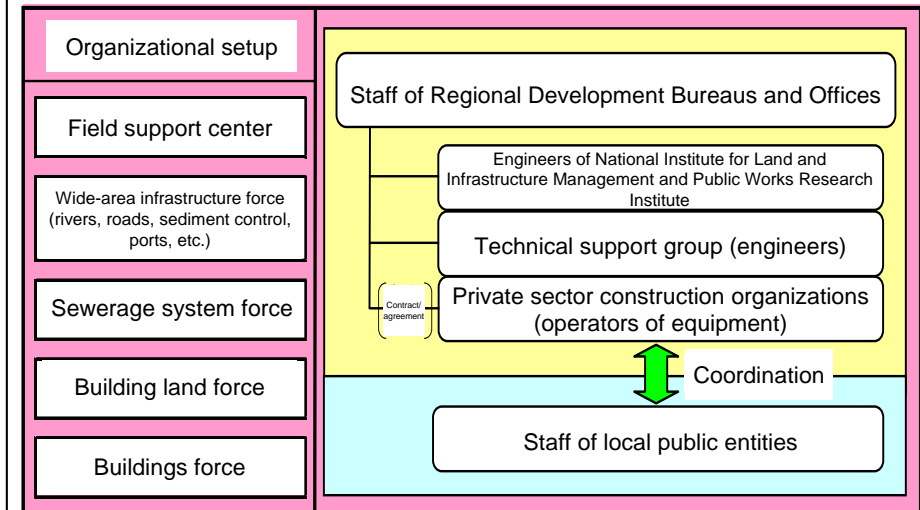 Organizational setup
Field support center
Wide-area infrastructure force
(rivers, roads, sediment control,
ports, etc.)
Sewerage system force
Building land force
Buildings force
Staff of Regional Development Bureaus and Offices
Engineers of National Institute for Land and
Infrastructure Management and Public Works Research
Institute
Technical support group (engineers)
Contract/
agreement
Private sector construction organizations
(operators of equipment)
Coordination
Staff of local public entities